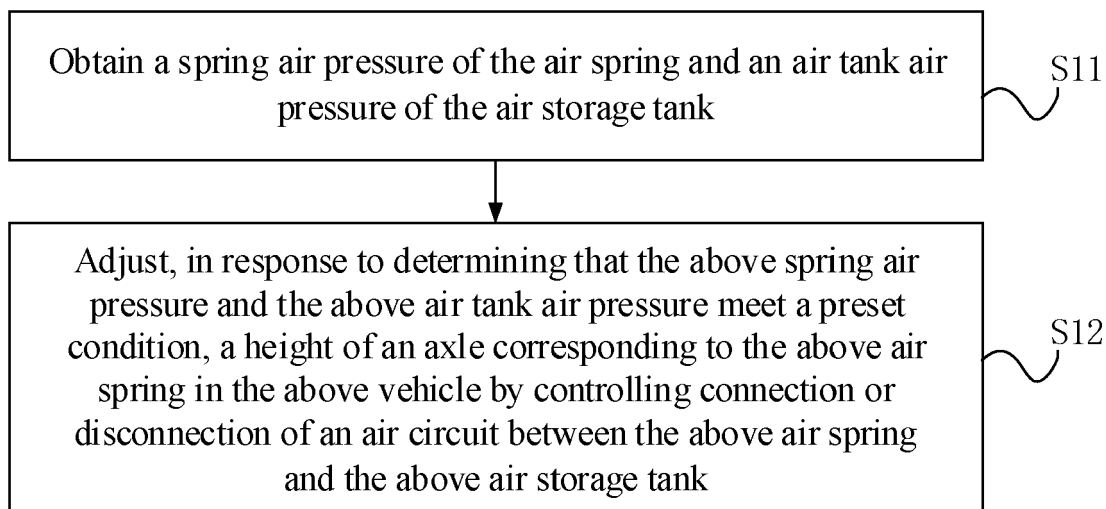 Obtain a spring air pressure of the air spring and an air tank air
pressure of the air storage tank
S11
Adjust, in response to determining that the above spring air
pressure and the above air tank air pressure meet a preset
condition, a height of an axle corresponding to the above air
spring in the above vehicle by controlling connection or
disconnection of an air circuit between the above air spring
and the above air storage tank
S12